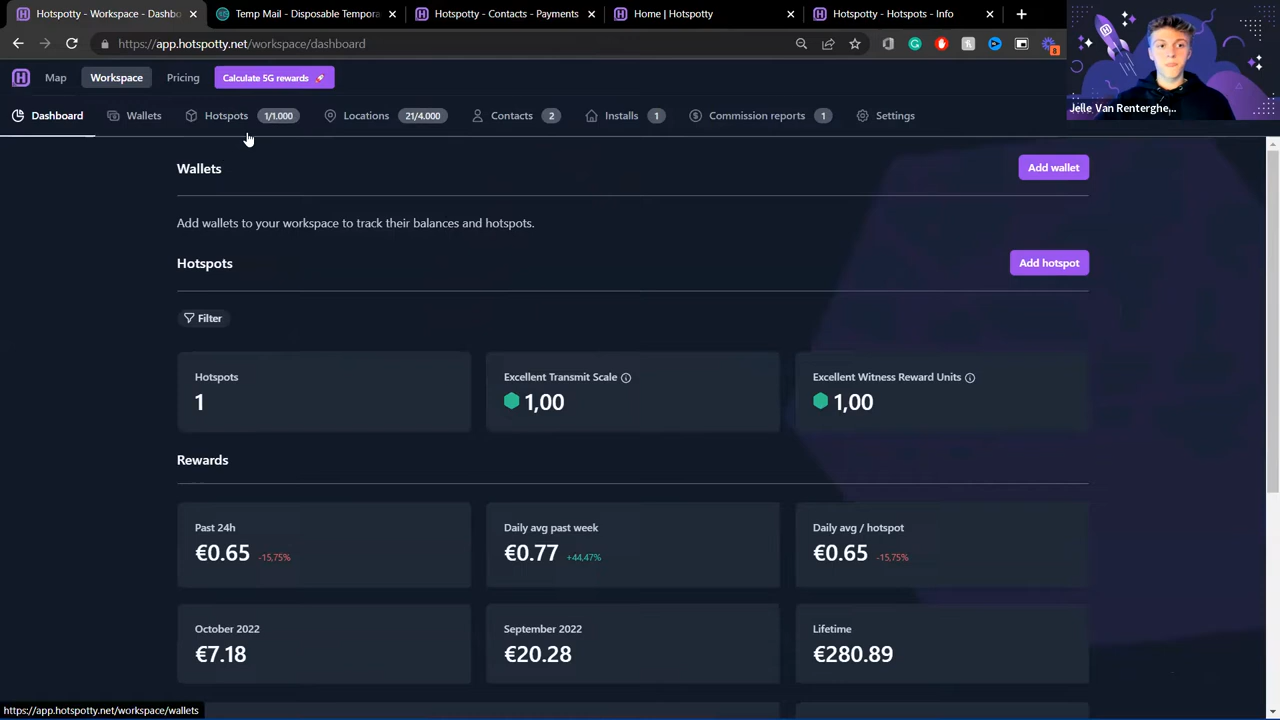 Hotspotty - Workspace - Dashbo
Temp Mail - Disposable Tempora
Hotspotty - Contacts - Payments
Home | Hotspotty
Hotspotty - Hotspots - Info
https://app.hotspotty.net/workspace/dashboard
8
Map
Workspace
Pricing
Calculate 5G rewards
Jelle Van Renterghe...
Dashboard
Wallets
Hotspots 1/1.000
Locations 21/4.000
Contacts 2
Installs 1
Commission reports 1
Settings
Wallets
Add wallet
Add wallets to your workspace to track their balances and hotspots.
Hotspots
Add hotspot
Filter
Hotspots
1
Excellent Transmit Scale
1,00
Excellent Witness Reward Units
1,00
Rewards
Past 24h
€0.65 -15,75%
Daily avg past week
€0.77 +44,47%
Daily avg / hotspot
€0.65 -15,75%
October 2022
€7.18
September 2022
€20.28
Lifetime
€280.89
https://app.hotspotty.net/workspace/wallets